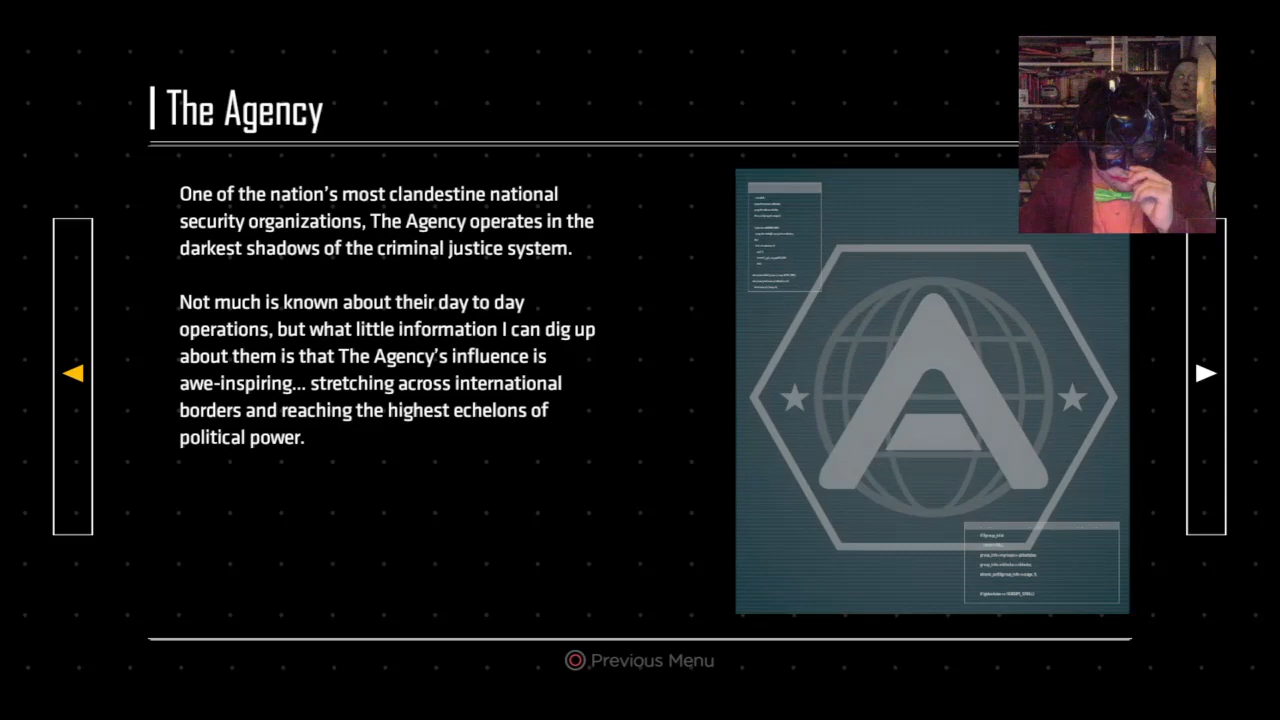 The Agency
One of the nation's most clandestine national
security organizations, The Agency operates in the
darkest shadows of the criminal justice system.
Not much is known about their day to day
operations, but what little information I can dig up
about them is that The Agency's influence is
awe-inspiring... stretching across international
borders and reaching the highest echelons of
political power.
Previous Menu